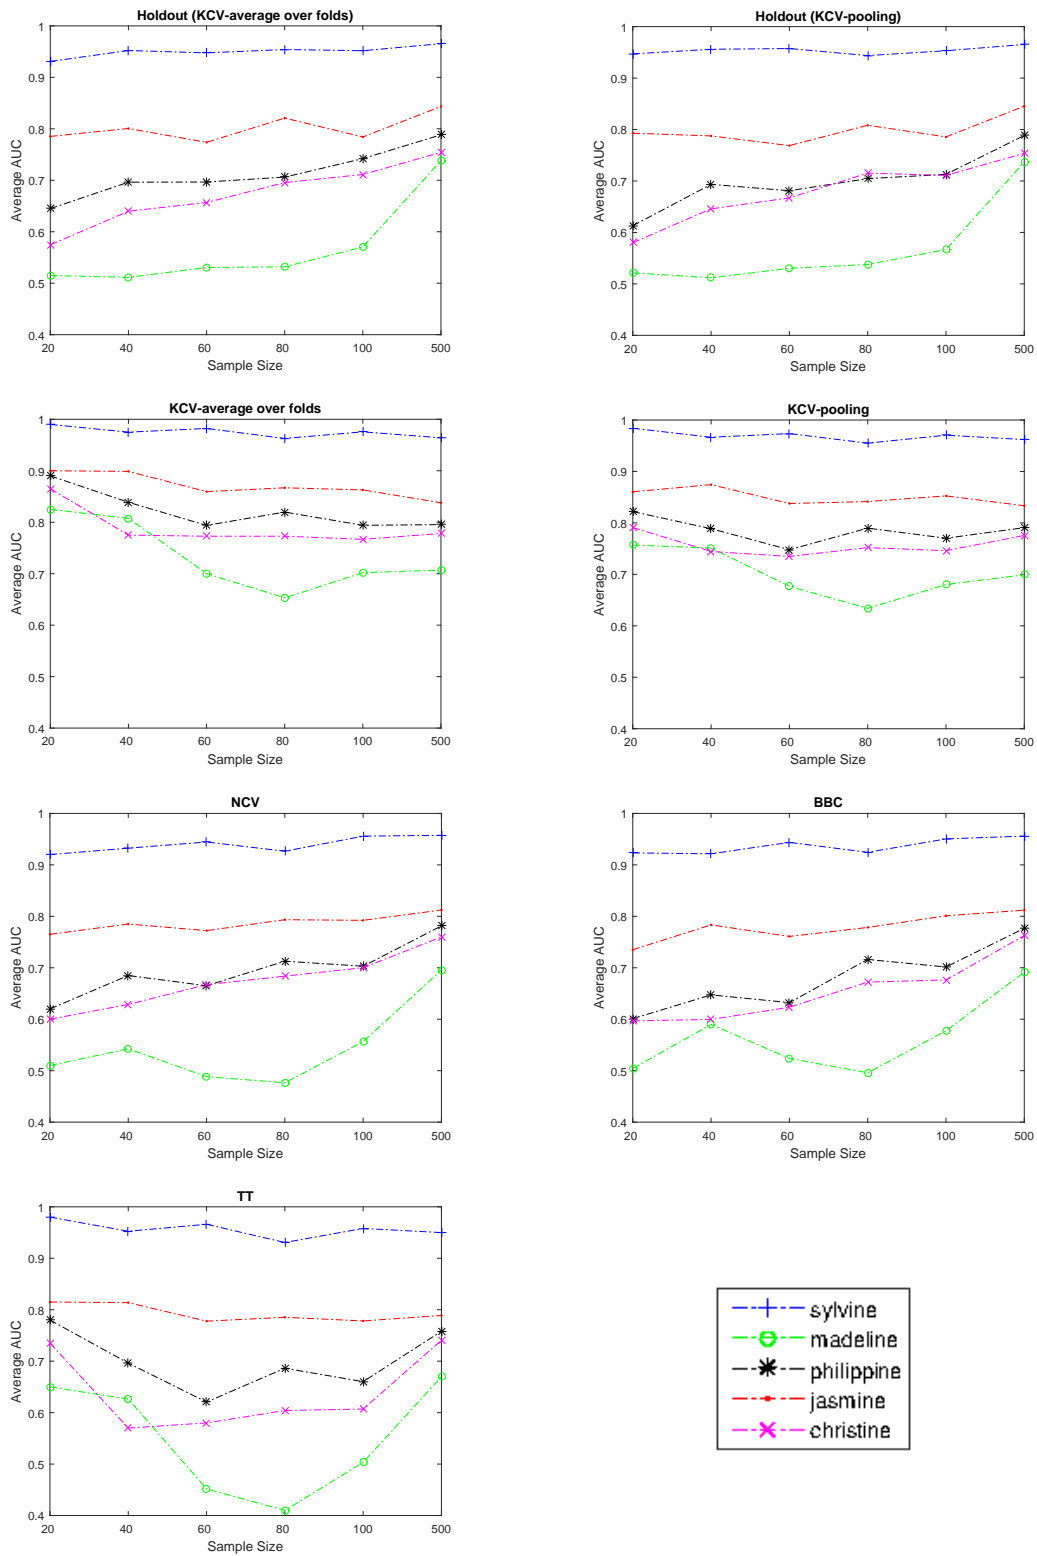 Holdout (KCV-average over folds)
1
0.9
0.8
0.7
0.6
0.5
0.4
Average AUC
20 40 60 80 100 500
Sample Size
Holdout (KCV-pooling)
1
0.9
0.8
0.7
0.6
0.5
0.4
Average AUC
20 40 60 80 100 500
Sample Size
KCV-average over folds
1
0.9
0.8
0.7
0.6
0.5
0.4
Average AUC
20 40 60 80 100 500
Sample Size
KCV-pooling
1
0.9
0.8
0.7
0.6
0.5
0.4
Average AUC
20 40 60 80 100 500
Sample Size
NCV
1
0.9
0.8
0.7
0.6
0.5
0.4
Average AUC
20 40 60 80 100 500
Sample Size
BBC
1
0.9
0.8
0.7
0.6
0.5
0.4
Average AUC
20 40 60 80 100 500
Sample Size
TT
1
0.9
0.8
0.7
0.6
0.5
0.4
Average AUC
20 40 60 80 100 500
Sample Size
sylvine
madeline
philippine
jasmine
christine